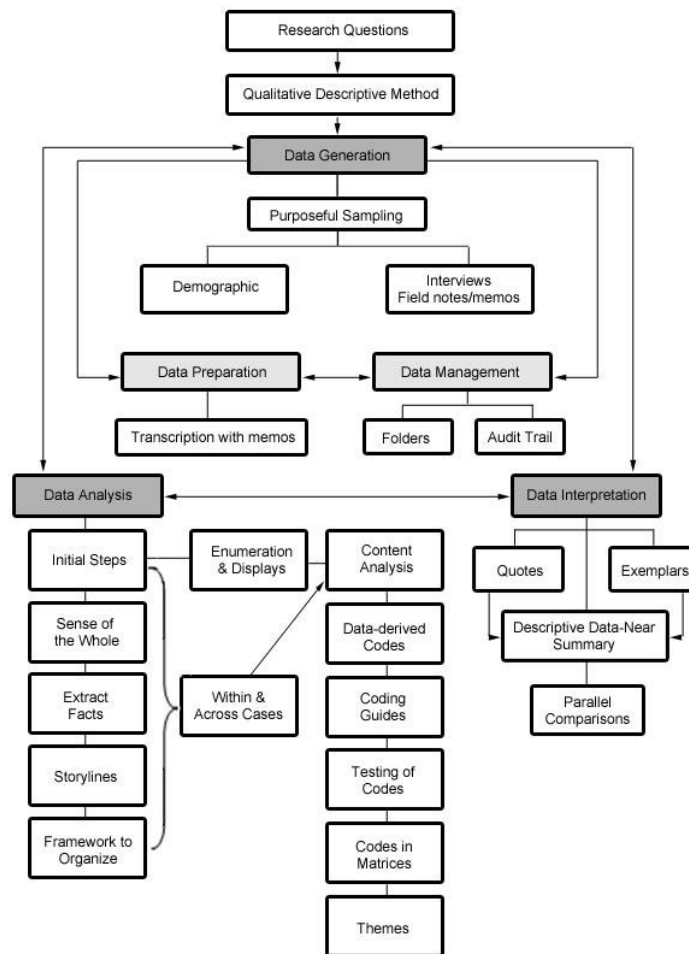 Research Questions
Qualitative Descriptive Method
Data Generation
Purposeful Sampling
Demographic
Interviews
Field notes/memos
Data Preparation
Data Management
Transcription with memos
Folders
Audit Trail
Data Analysis
Data Interpretation
Initial Steps
Enumeration
& Displays
Content
Analysis
Quotes
Exemplars
Sense of
the Whole
Data-derived
Codes
Descriptive Data-Near
Summary
Extract
Facts
Within &
Across Cases
Coding
Guides
Parallel
Comparisons
Storylines
Testing of
Codes
Framework to
Organize
Codes in
Matrices
Themes